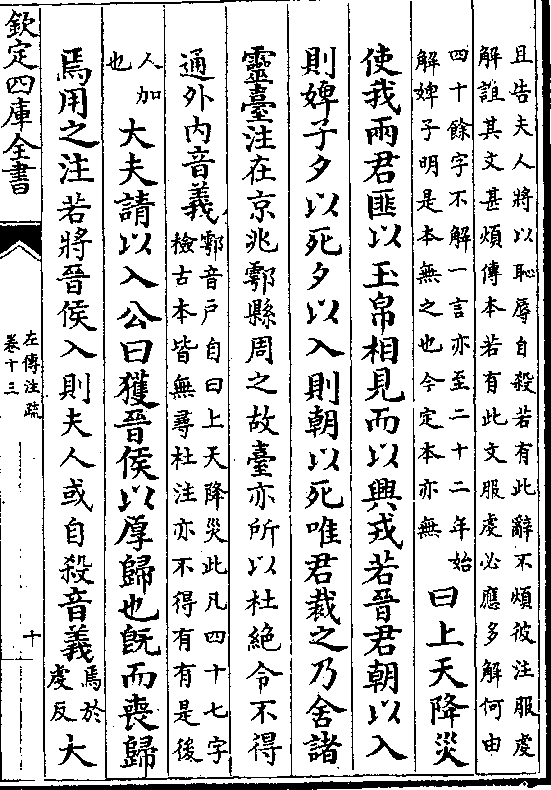 且告夫人將以恥辱自殺若有此辭不煩彼注服虔
解誼其文甚煩傳本若有此文服虔必應多解何由
四十餘字不解一言亦至二十二年始
解婢子明是本無之也今定本亦無
曰上天降災
使我兩君匪以玉帛相見而以興戎若晉君朝以入
則婢子夕以死夕以入則朝以死唯君裁之乃舍諸
靈臺注在京兆鄠縣周之故臺亦所以杜絶令不得
通外内音義
鄠音戸自曰上天降災此凡四十七字
檢古本皆無尋杜注亦不得有有是後
人加
也
大夫請以入公曰獲晉侯以厚歸也旣而喪歸
焉用之注若將晉侯入則夫人或自殺音義
焉於
虔反
大
欽定四庫全書
左傳注疏
卷十三
十